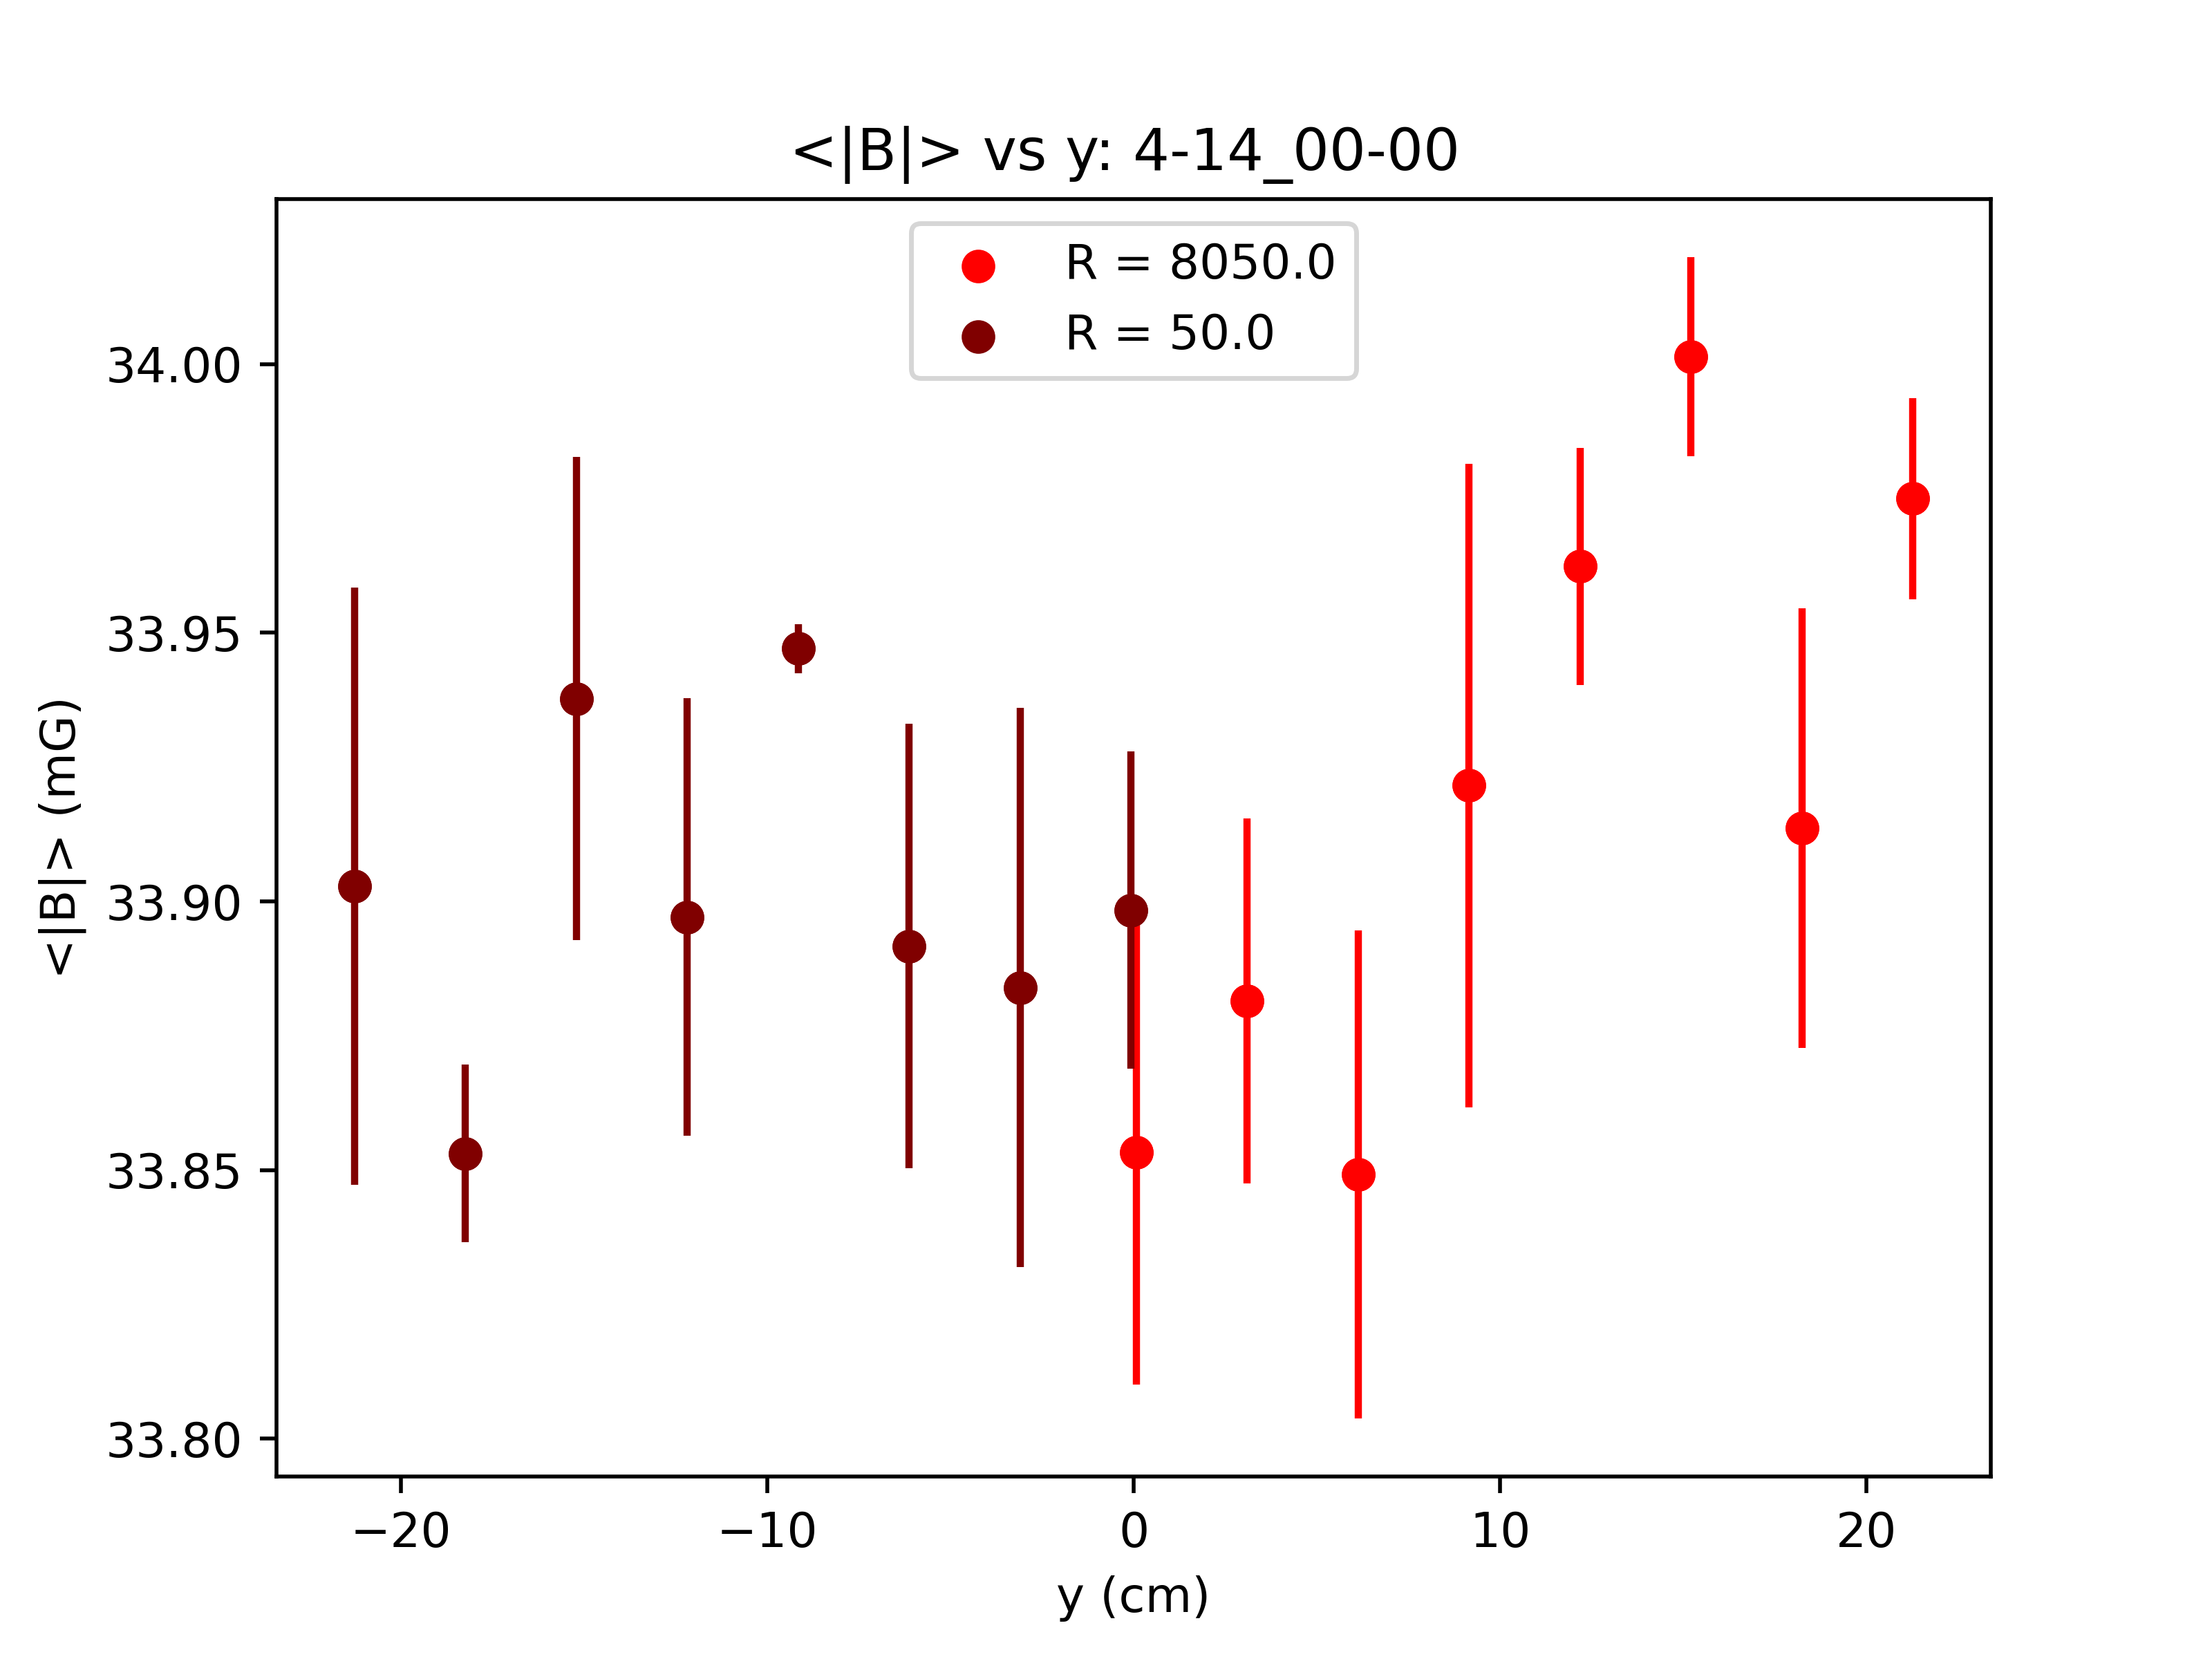 <|B|> vs y: 4-14_00-00
R = 8050.0
R = 50.0
<|B|> (mG)
34.00
33.95
33.90
33.85
33.80
−20 −10 0 10 20
y (cm)